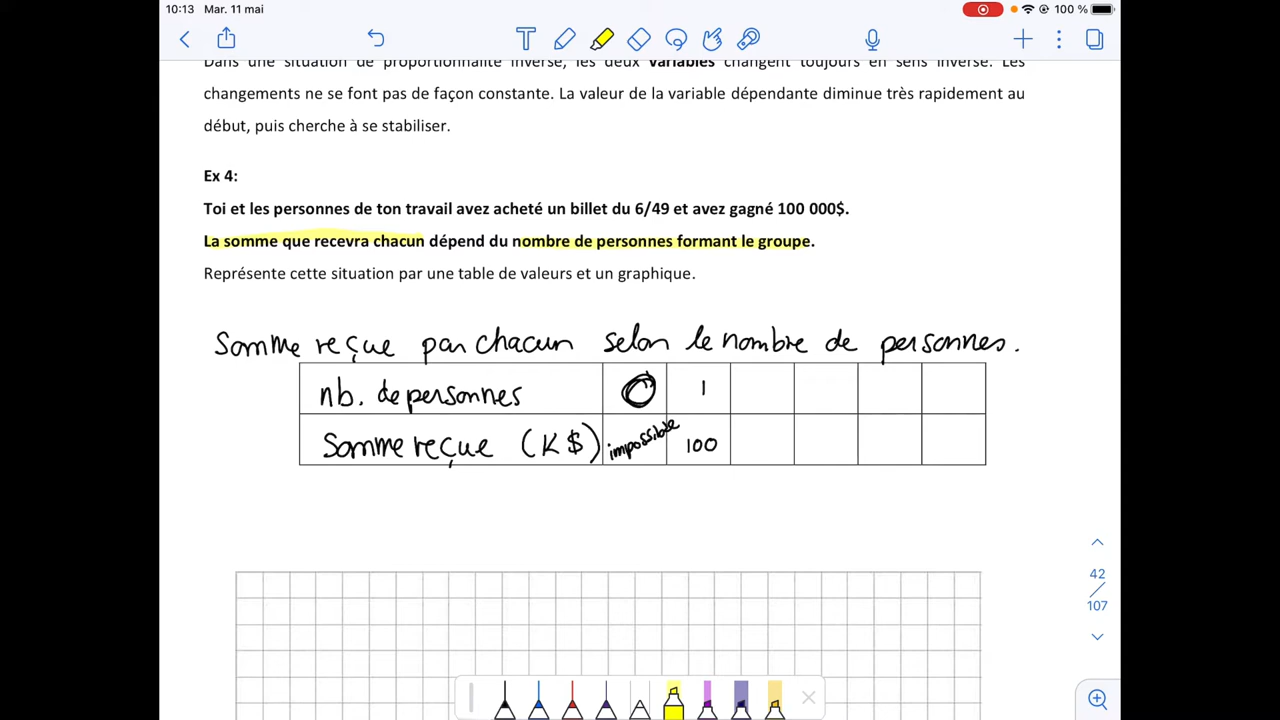 10:13 Mar. 11 mai 100 %
Dans une situation de proportionnalité inverse, les deux variables changent toujours en sens inverse. Les
changements ne se font pas de façon constante. La valeur de la variable dépendante diminue très rapidement au
début, puis cherche à se stabiliser.
Ex 4:
Toi et les personnes de ton travail avez acheté un billet du 6/49 et avez gagné 100 000$.
La somme que recevra chacun dépend du nombre de personnes formant le groupe.
Représente cette situation par une table de valeurs et un graphique.
Somme reçue par chacun selon le nombre de personnes.
nb. de personnes 0 1
Somme reçue (K$) impossible 100
42
/
107